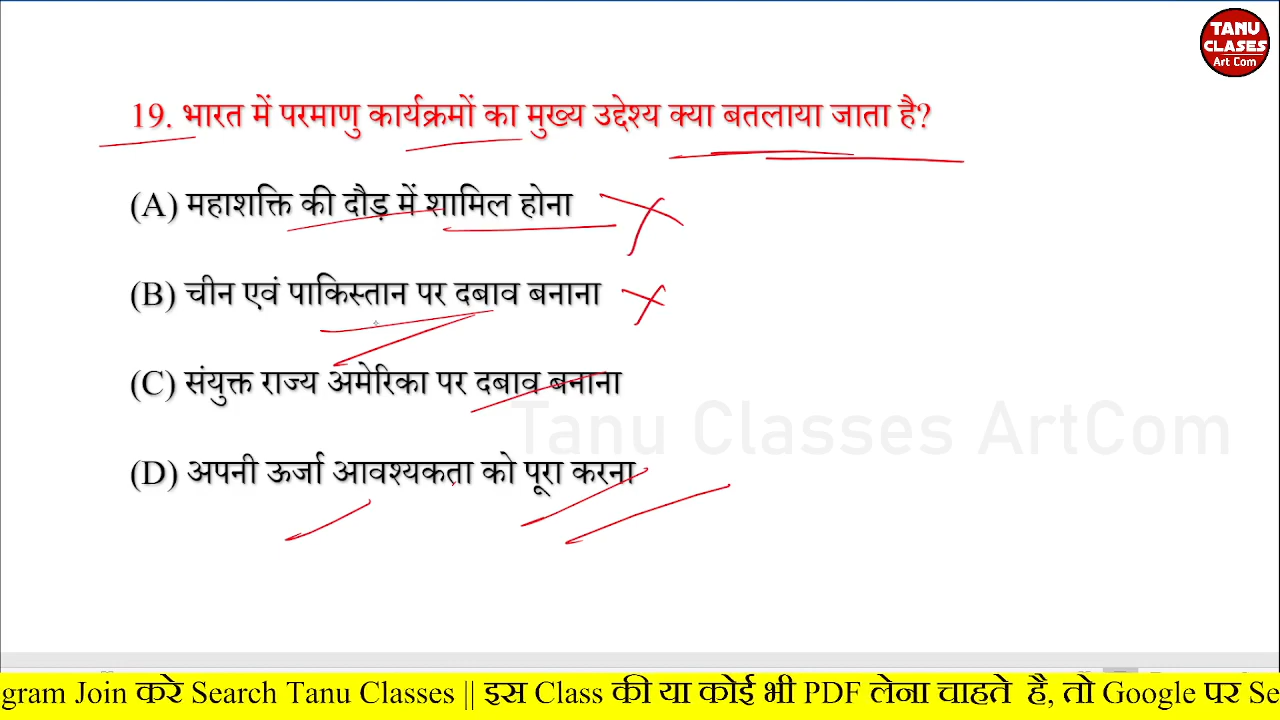 TANU
CLASES
Art Com
19. भारत में परमाणु कार्यक्रमों का मुख्य उद्देश्य क्या बतलाया जाता है?
(A) महाशक्ति की दौड़ में शामिल होना
(B) चीन एवं पाकिस्तान पर दबाव बनाना
(C) संयुक्त राज्य अमेरिका पर दबाव बनाना
Tanu Classes ArtCom
(D) अपनी ऊर्जा आवश्यकता को पूरा करना
gram Join करे Search Tanu Classes || इस Class की या कोई भी PDF लेना चाहते है, तो Google पर Se